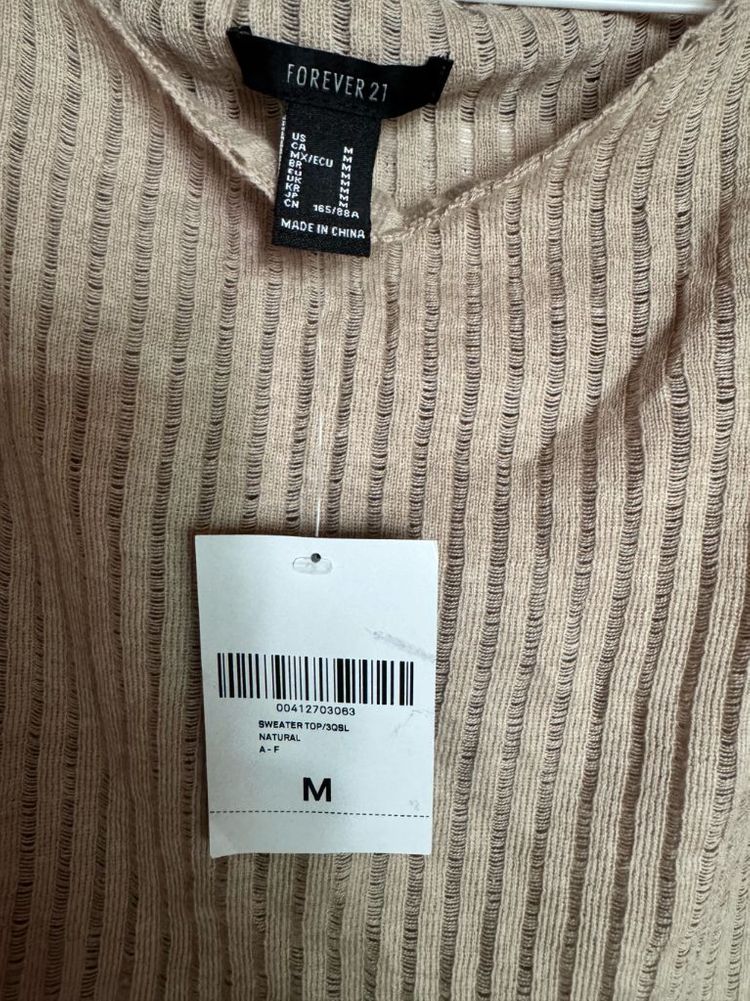 FOREVER 21
US M
CA M
MX/ECU M
BR M
EU M
UK M
KR M
JP M
CN 165/88A
MADE IN CHINA
00412703063
SWEATER TOP/3QSL
NATURAL
A - F
M